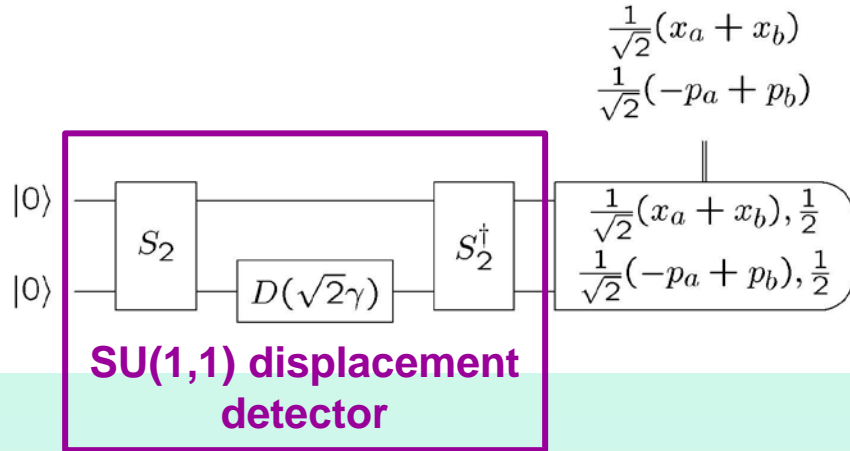 1/√2 (x_a + x_b)
1/√2 (−p_a + p_b)
|0⟩ S_2 S_2^† 1/√2 (x_a + x_b), 1/2
|0⟩ D(√2γ) 1/√2 (−p_a + p_b), 1/2
SU(1,1) displacement
detector